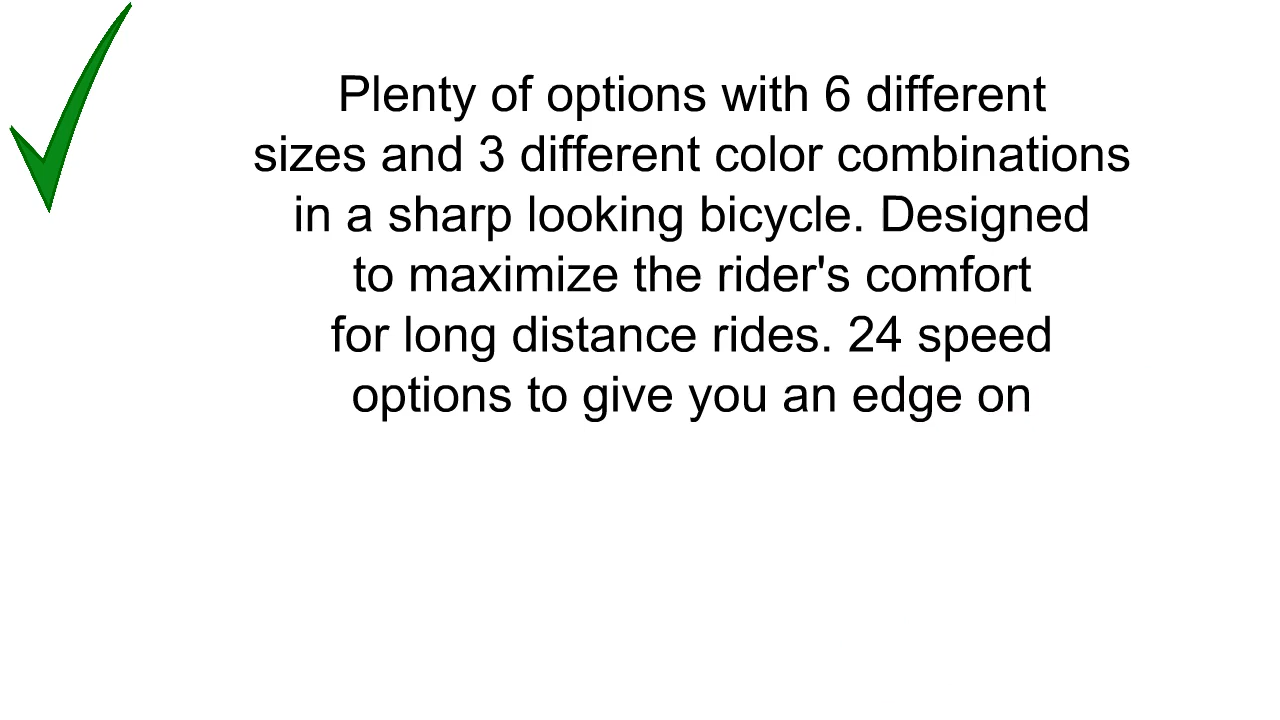 Plenty of options with 6 different
sizes and 3 different color combinations
in a sharp looking bicycle. Designed
to maximize the rider's comfort
for long distance rides. 24 speed
options to give you an edge on